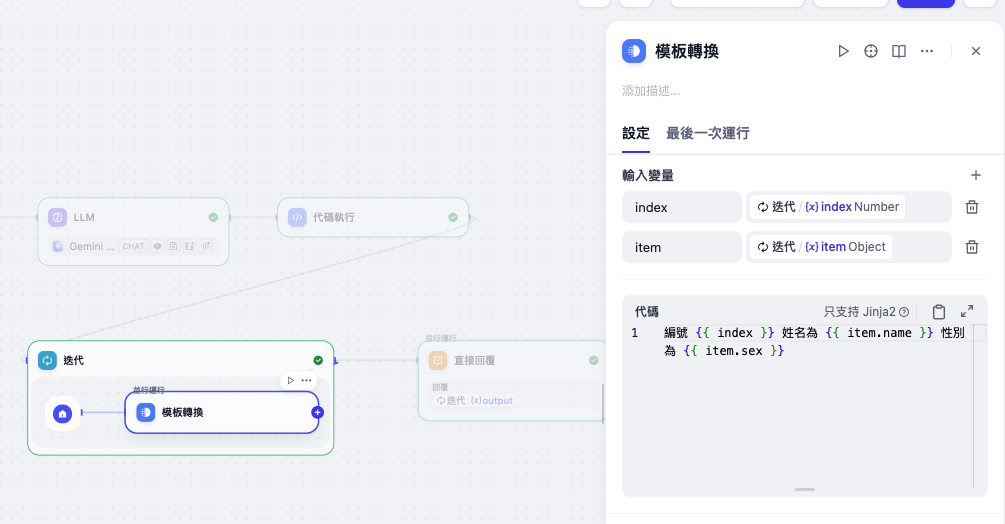 LLM
Gemini ...
CHAT
代碼執行
迭代
並行運行
模板轉換
並行運行
直接回覆
回覆
迭代 {x} output
模板轉換
添加描述...
設定
最後一次運行
輸入變量
index
迭代 / {x} index Number
item
迭代 / {x} item Object
代碼
只支持 Jinja2
1
編號 {{ index }} 姓名為 {{ item.name }} 性別
為 {{ item.sex }}